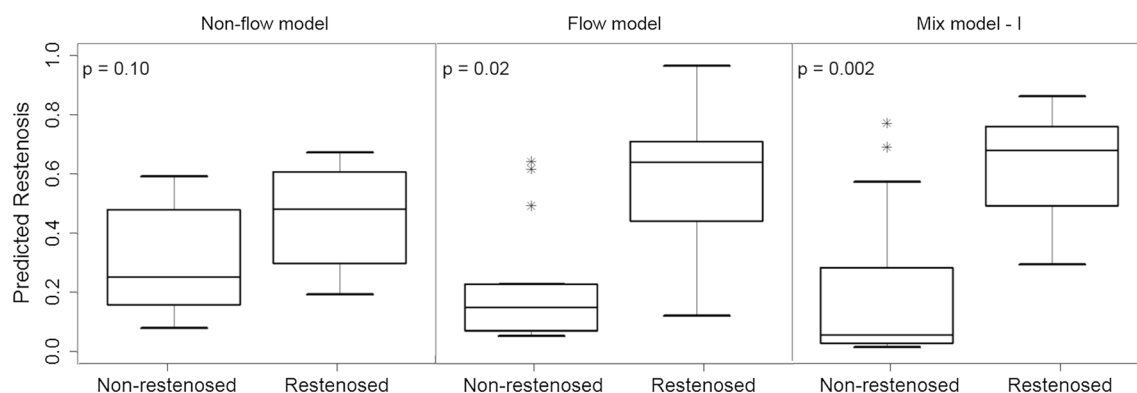 Non-flow model
Flow model
Mix model - I
p = 0.10
p = 0.02
p = 0.002
Predicted Restenosis
1.0
0.8
0.6
0.4
0.2
0.0
Non-restenosed
Restenosed
Non-restenosed
Restenosed
Non-restenosed
Restenosed